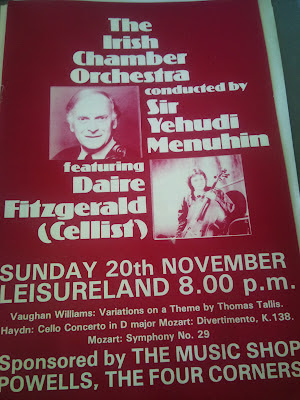 The
Irish
Chamber
Orchestra
conducted by
Sir
Yehudi
Menuhin
featuring
Daire
Fitzgerald
(Cellist)
SUNDAY 20th NOVEMBER
LEISURELAND 8.00 p.m.
Vaughan Williams: Variations on a Theme by Thomas Tallis.
Haydn: Cello Concerto in D major Mozart: Divertimento, K.138.
Mozart: Symphony No. 29
Sponsored by THE MUSIC SHOP
POWELLS, THE FOUR CORNERS